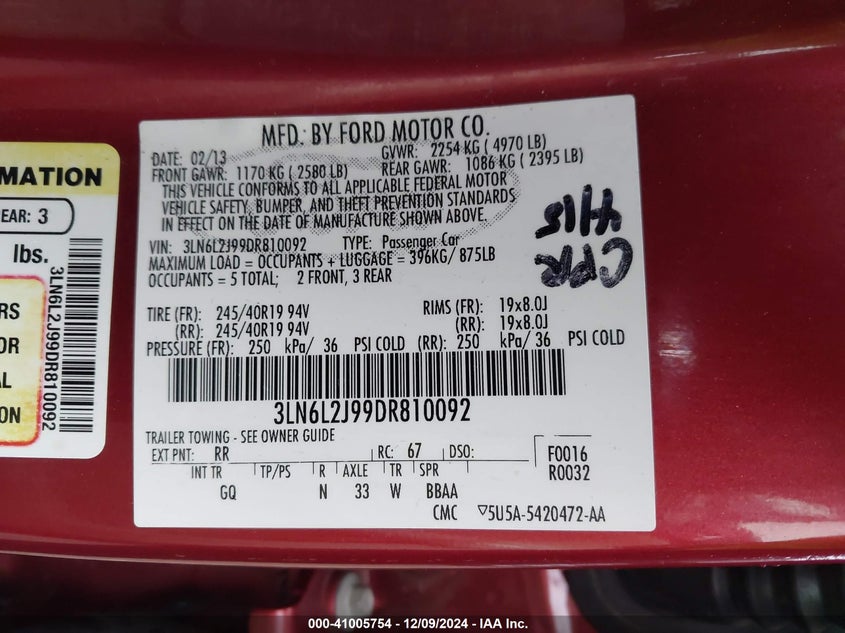 MFD. BY FORD MOTOR CO.
DATE: 02/13 GVWR: 2254 KG ( 4970 LB)
FRONT GAWR: 1170 KG ( 2580 LB) REAR GAWR: 1086 KG ( 2395 LB)
THIS VEHICLE CONFORMS TO ALL APPLICABLE FEDERAL MOTOR
VEHICLE SAFETY, BUMPER, AND THEFT PREVENTION STANDARDS
IN EFFECT ON THE DATE OF MANUFACTURE SHOWN ABOVE.
VIN: 3LN6L2J99DR810092 TYPE: Passenger Car
MAXIMUM LOAD = OCCUPANTS + LUGGAGE = 396KG/ 875LB
OCCUPANTS = 5 TOTAL; 2 FRONT, 3 REAR
TIRE (FR): 245/40R19 94V RIMS (FR): 19x8.0J
(RR): 245/40R19 94V (RR): 19x8.0J
PRESSURE (FR): 250 kPa/ 36 PSI COLD (RR): 250 kPa/ 36 PSI COLD
3LN6L2J99DR810092
TRAILER TOWING - SEE OWNER GUIDE
EXT PNT: RR RC: 67 DSO: F0016
INT TR TP/PS R AXLE TR SPR R0032
GQ N 33 W BBAA
CMC ▽5U5A-5420472-AA
CPR
4415
MATION
EAR: 3
lbs.
RS
OR
AL
ON
3LN6L2J99DR810092
000-41005754 - 12/09/2024 - IAA Inc.